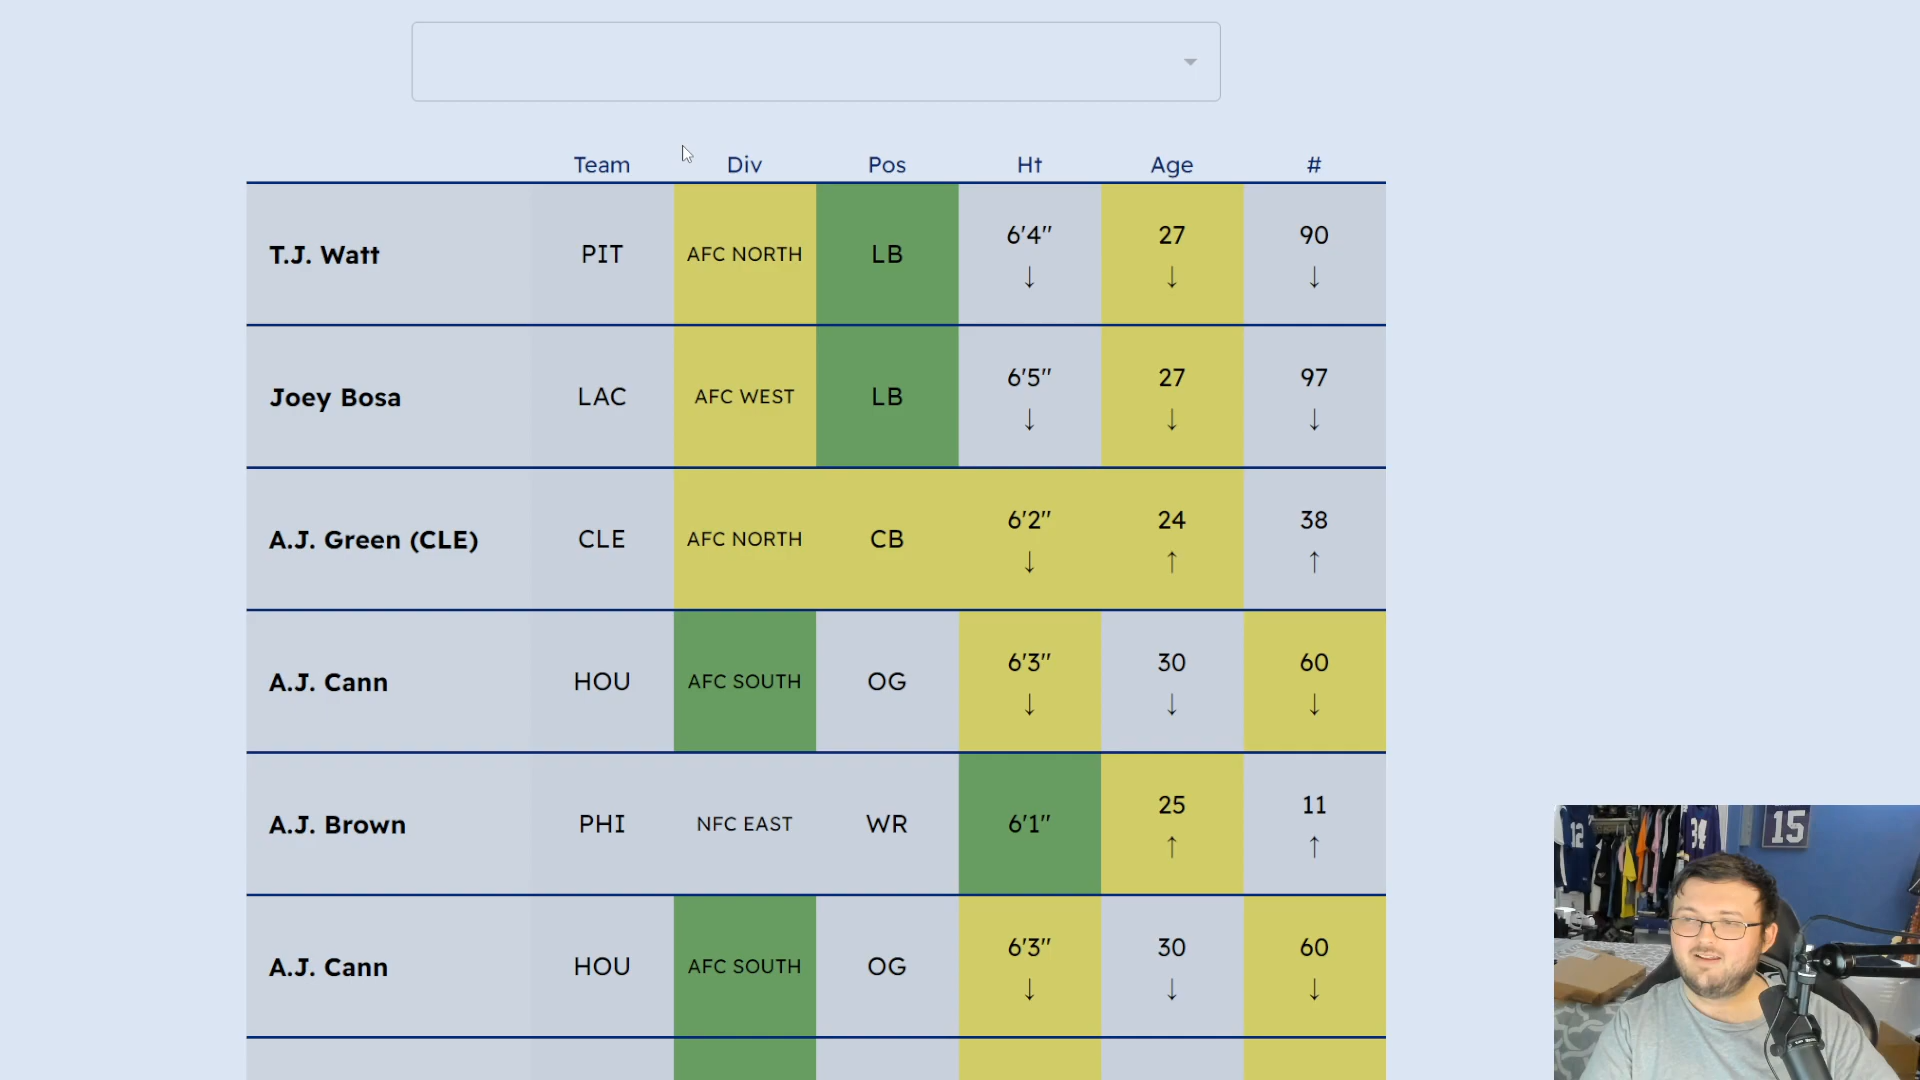 Team Div Pos Ht Age #
T.J. Watt PIT AFC NORTH LB 6'4" ↓ 27 ↓ 90 ↓
Joey Bosa LAC AFC WEST LB 6'5" ↓ 27 ↓ 97 ↓
A.J. Green (CLE) CLE AFC NORTH CB 6'2" ↓ 24 ↑ 38 ↑
A.J. Cann HOU AFC SOUTH OG 6'3" ↓ 30 ↓ 60 ↓
A.J. Brown PHI NFC EAST WR 6'1" 25 ↑ 11 ↑
A.J. Cann HOU AFC SOUTH OG 6'3" ↓ 30 ↓ 60 ↓
12
34
15